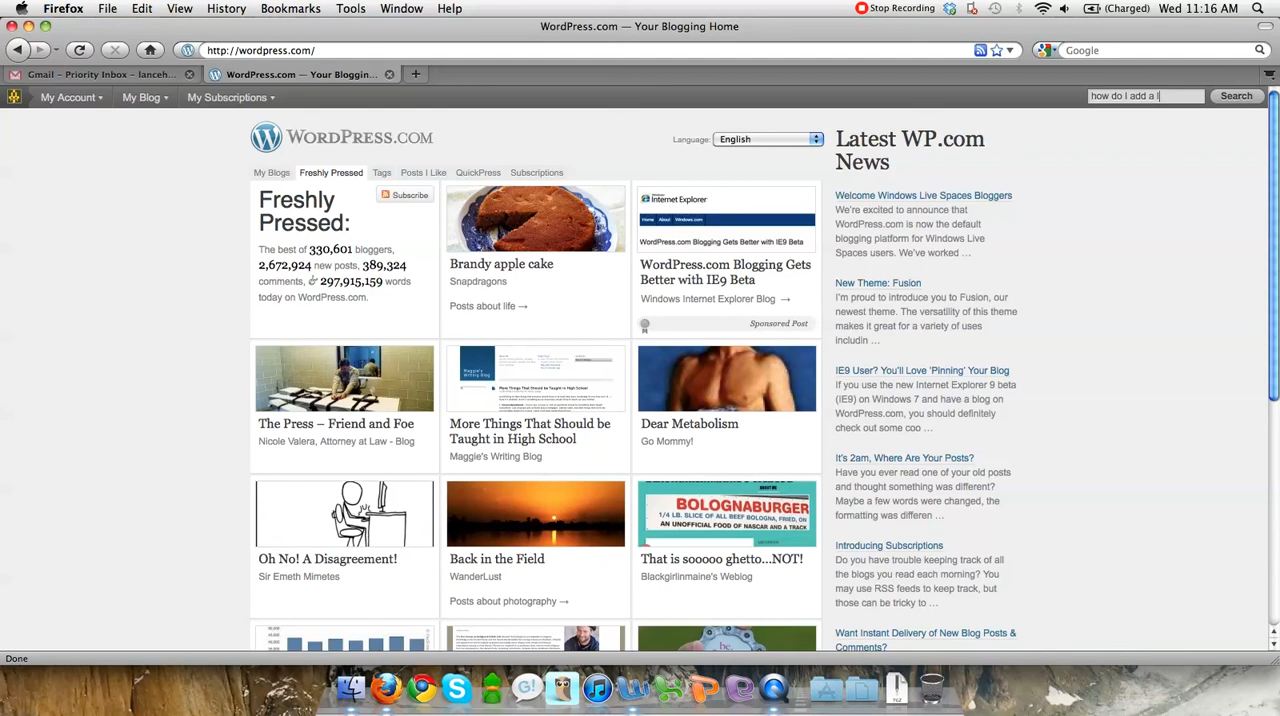 Firefox File Edit View History Bookmarks Tools Window Help Stop Recording (Charged) Wed 11:16 AM
WordPress.com — Your Blogging Home
http://wordpress.com/ Google
Gmail – Priority Inbox – lanceh... WordPress.com — Your Bloggin...
My Account My Blog My Subscriptions how do I add a l Search
WORDPRESS.COM
Language: English
My Blogs Freshly Pressed Tags Posts I Like QuickPress Subscriptions
Freshly
Pressed:
Subscribe
The best of 330,601 bloggers,
2,672,924 new posts, 389,324
comments, & 297,915,159 words
today on WordPress.com.
Brandy apple cake
Snapdragons
Posts about life →
Windows
Internet Explorer
Home About Windows.com
WordPress.com Blogging Gets Better with IE9 Beta
WordPress.com Blogging Gets
Better with IE9 Beta
Windows Internet Explorer Blog →
Sponsored Post
The Press – Friend and Foe
Nicole Valera, Attorney at Law - Blog
Maggie's
Writing Blog
More Things That Should be Taught in High School
More Things That Should be
Taught in High School
Maggie's Writing Blog
Dear Metabolism
Go Mommy!
Oh No! A Disagreement!
Sir Emeth Mimetes
Back in the Field
WanderLust
Posts about photography →
BOLOGNABURGER
1/4 LB. SLICE OF ALL BEEF BOLOGNA, FRIED, ON
AN UNOFFICIAL FOOD OF NASCAR AND A TRACK
That is sooooo ghetto...NOT!
Blackgirlinmaine's Weblog
Latest WP.com
News
Welcome Windows Live Spaces Bloggers
We're excited to announce that
WordPress.com is now the default
blogging platform for Windows Live
Spaces users. We've worked …
New Theme: Fusion
I'm proud to introduce you to Fusion, our
newest theme. The versatility of this theme
makes it great for a variety of uses
includin …
IE9 User? You'll Love 'Pinning' Your Blog
If you use the new Internet Explorer 9 beta
(IE9) on Windows 7 and have a blog on
WordPress.com, you should definitely
check out some coo …
It's 2am, Where Are Your Posts?
Have you ever read one of your old posts
and thought something was different?
Maybe a few words were changed, the
formatting was differen …
Introducing Subscriptions
Do you have trouble keeping track of all
the blogs you read each morning? You
may use RSS feeds to keep track, but
those can be tricky to …
Want Instant Delivery of New Blog Posts &
Comments?
Done